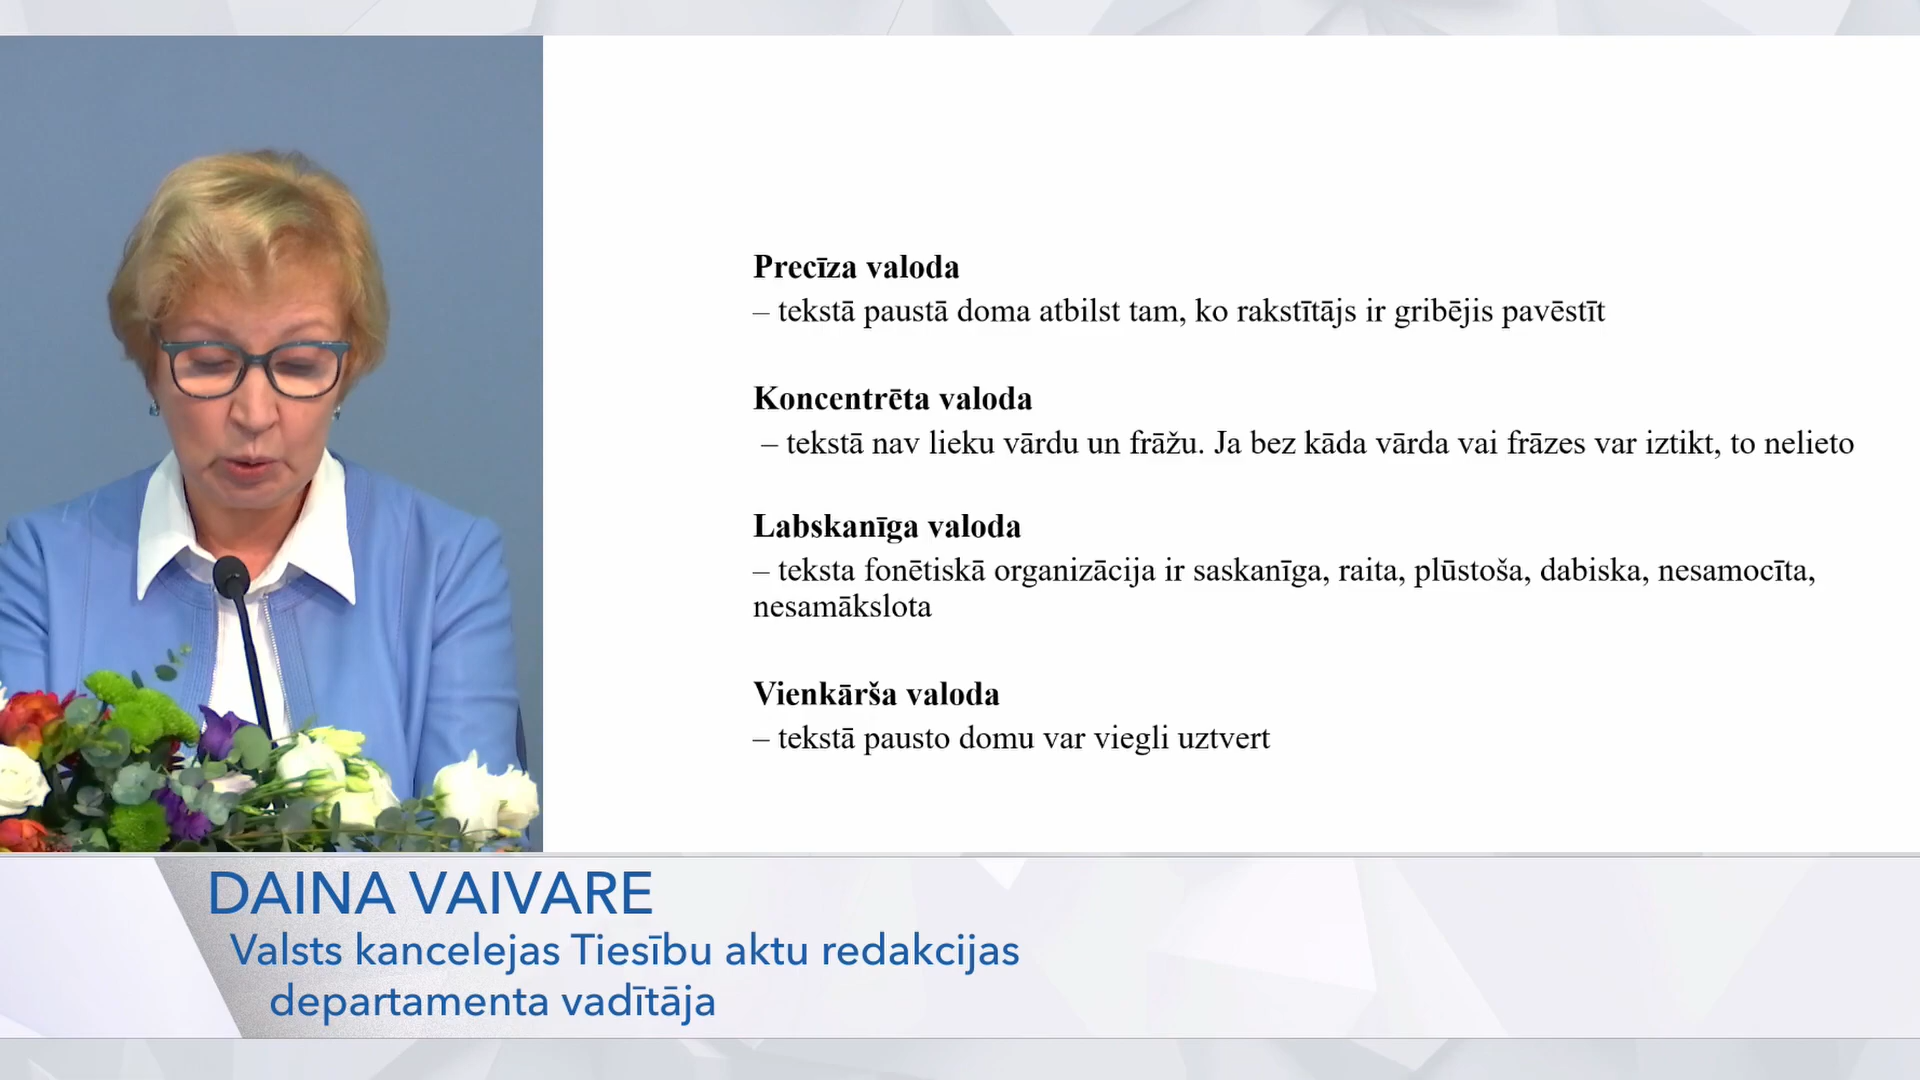 Precīza valoda
– tekstā paustā doma atbilst tam, ko rakstītājs ir gribējis pavēstīt
Koncentrēta valoda
– tekstā nav lieku vārdu un frāžu. Ja bez kāda vārda vai frāzes var iztikt, to nelieto
Labskanīga valoda
– teksta fonētiskā organizācija ir saskanīga, raita, plūstoša, dabiska, nesamocīta,
nesamākslota
Vienkārša valoda
– tekstā pausto domu var viegli uztvert
DAINA VAIVARE
Valsts kancelejas Tiesību aktu redakcijas
departamenta vadītāja